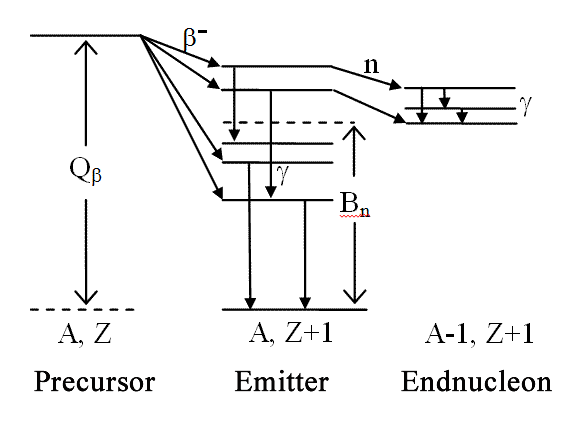 β⁻
n
γ
Qβ
γ
Bn
A, Z
A, Z+1
A-1, Z+1
Precursor
Emitter
Endnucleon